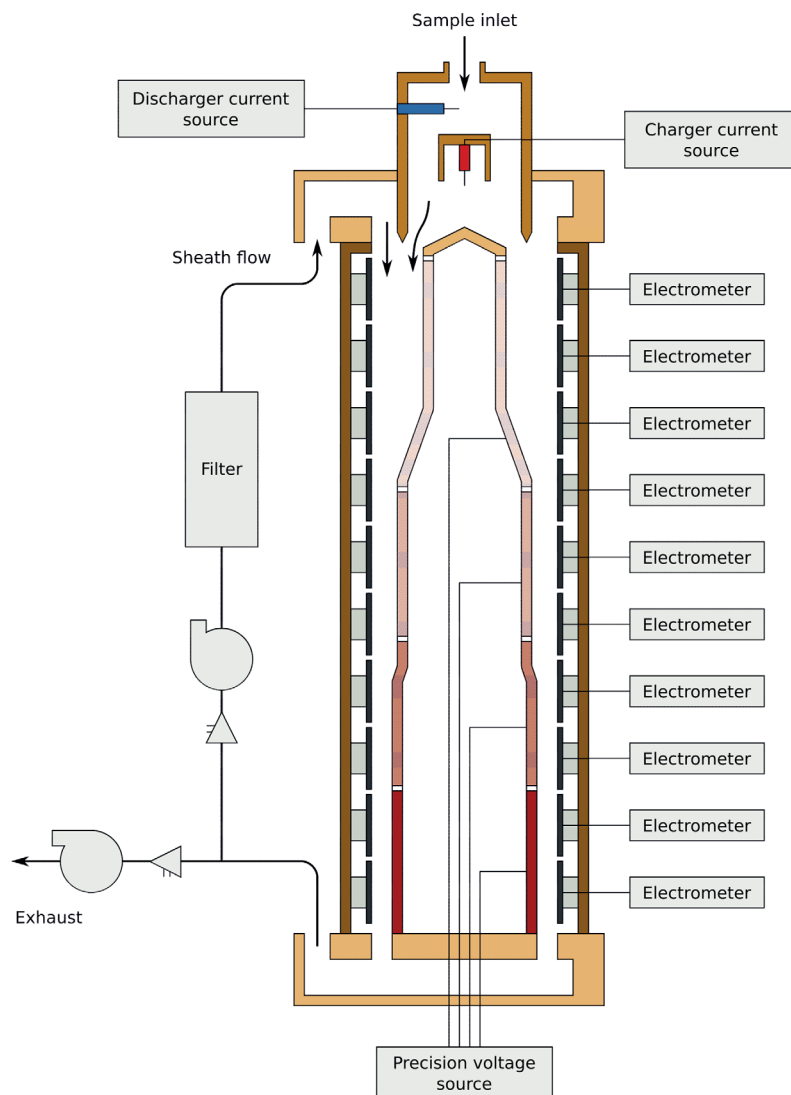 Sample inlet
Discharger current
source
Charger current
source
Sheath flow
Electrometer
Electrometer
Electrometer
Filter
Electrometer
Electrometer
Electrometer
Electrometer
Electrometer
Electrometer
Electrometer
Exhaust
Precision voltage
source